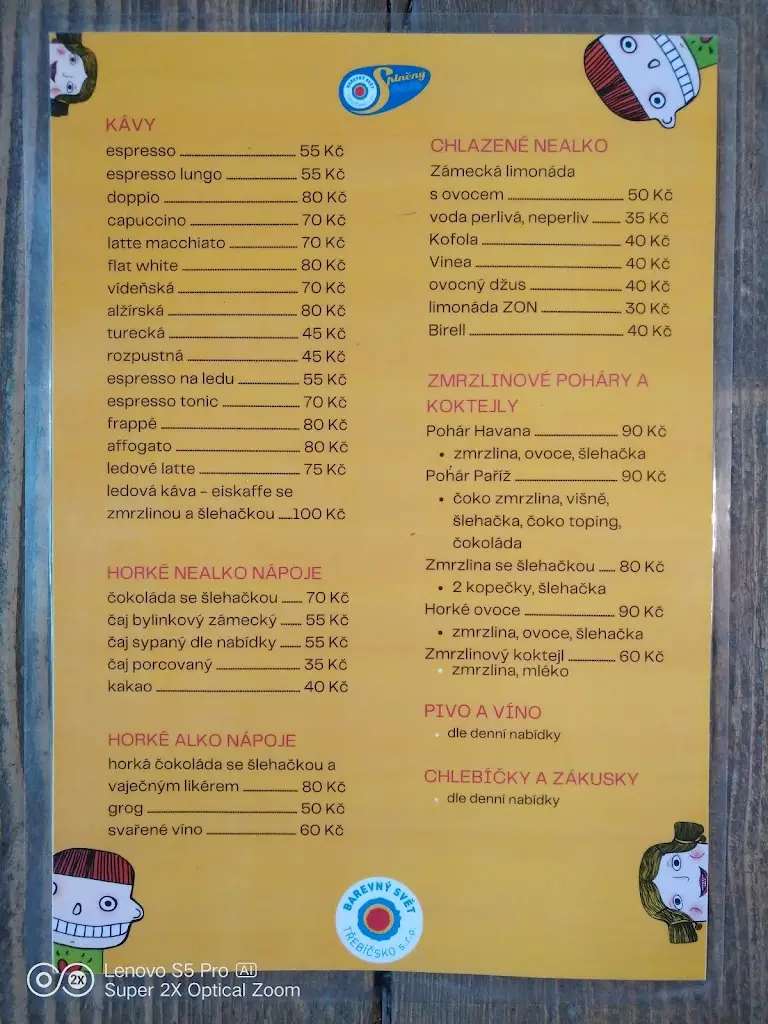 BAREVNÝ SVĚT
Splněny
KÁVY
espresso 55 Kč
espresso lungo 55 Kč
doppio 80 Kč
capuccino 70 Kč
latte macchiato 70 Kč
flat white 80 Kč
vídeňská 70 Kč
alžírská 80 Kč
turecká 45 Kč
rozpustná 45 Kč
espresso na ledu 55 Kč
espresso tonic 70 Kč
frappé 80 Kč
affogato 80 Kč
ledové latte 75 Kč
ledová káva - eiskaffe se
zmrzlinou a šlehačkou 100 Kč
HORKÉ NEALKO NÁPOJE
čokoláda se šlehačkou 70 Kč
čaj bylinkový zámecký 55 Kč
čaj sypaný dle nabídky 55 Kč
čaj porcovaný 35 Kč
kakao 40 Kč
HORKÉ ALKO NÁPOJE
horká čokoláda se šlehačkou a
vaječným likérem 80 Kč
grog 50 Kč
svařené víno 60 Kč
CHLAZENÉ NEALKO
Zámecká limonáda
s ovocem 50 Kč
voda perlivá, neperliv 35 Kč
Kofola 40 Kč
Vinea 40 Kč
ovocný džus 40 Kč
limonáda ZON 30 Kč
Birell 40 Kč
ZMRZLINOVÉ POHÁRY A
KOKTEJLY
Pohár Havana 90 Kč
• zmrzlina, ovoce, šlehačka
Pohár Paříž 90 Kč
• čoko zmrzlina, višně,
šlehačka, čoko toping,
čokoláda
Zmrzlina se šlehačkou 80 Kč
• 2 kopečky, šlehačka
Horké ovoce 90 Kč
• zmrzlina, ovoce, šlehačka
Zmrzlinový koktejl 60 Kč
• zmrzlina, mléko
PIVO A VÍNO
• dle denní nabídky
CHLEBÍČKY A ZÁKUSKY
• dle denní nabídky
BAREVNÝ SVĚT
TŘEBÍČSKO s.r.o.
2X
Lenovo S5 Pro AI
Super 2X Optical Zoom